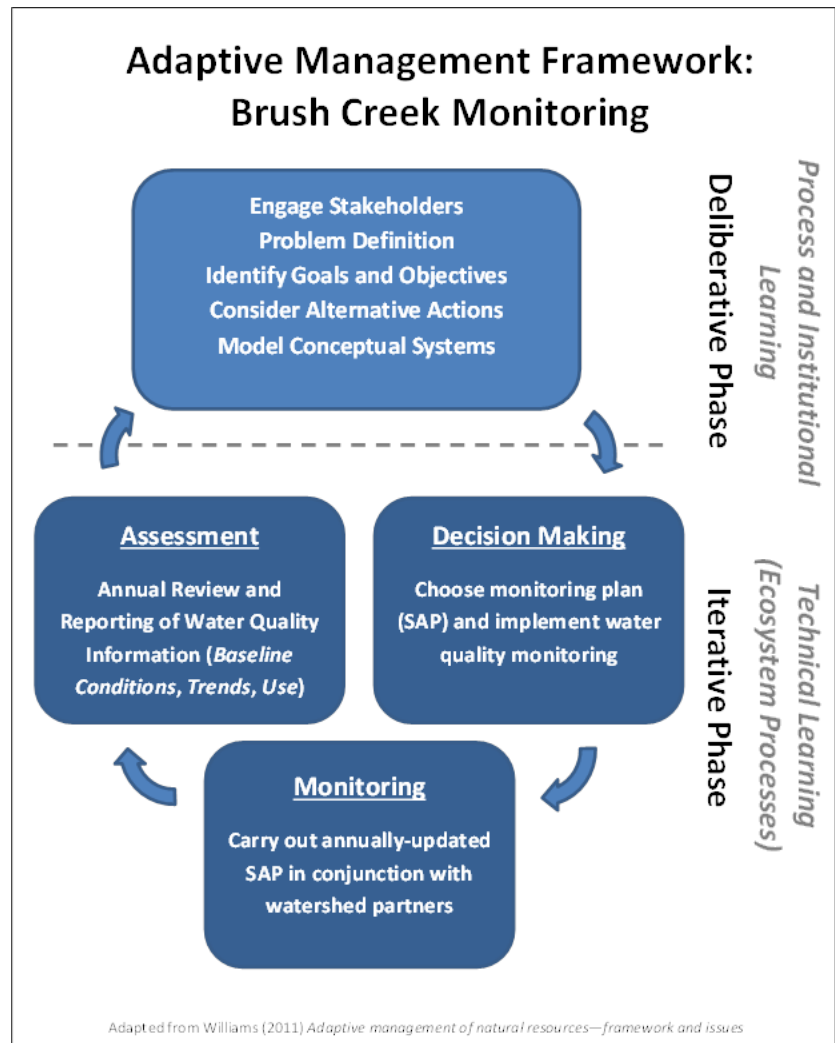 Adaptive Management Framework:
Brush Creek Monitoring
Engage Stakeholders
Problem Definition
Identify Goals and Objectives
Consider Alternative Actions
Model Conceptual Systems
Deliberative Phase
Process and Institutional
Learning
Assessment
Annual Review and
Reporting of Water Quality
Information (Baseline
Conditions, Trends, Use)
Decision Making
Choose monitoring plan
(SAP) and implement water
quality monitoring
Monitoring
Carry out annually-updated
SAP in conjunction with
watershed partners
Iterative Phase
Technical Learning
(Ecosystem Processes)
Adapted from Williams (2011) Adaptive management of natural resources—framework and issues